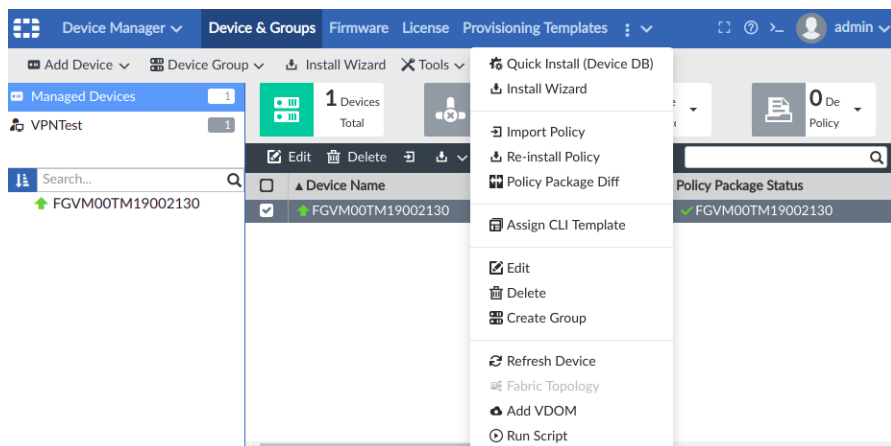 Device Manager Device & Groups Firmware License Provisioning Templates admin
Add Device Device Group Install Wizard Tools
Managed Devices 1
VPNTest 1
1 Devices
Total
0 De
Policy
Edit Delete
Search...
FGVM00TM19002130
Device Name Policy Package Status
FGVM00TM19002130 FGVM00TM19002130
Quick Install (Device DB)
Install Wizard
Import Policy
Re-install Policy
Policy Package Diff
Assign CLI Template
Edit
Delete
Create Group
Refresh Device
Fabric Topology
Add VDOM
Run Script